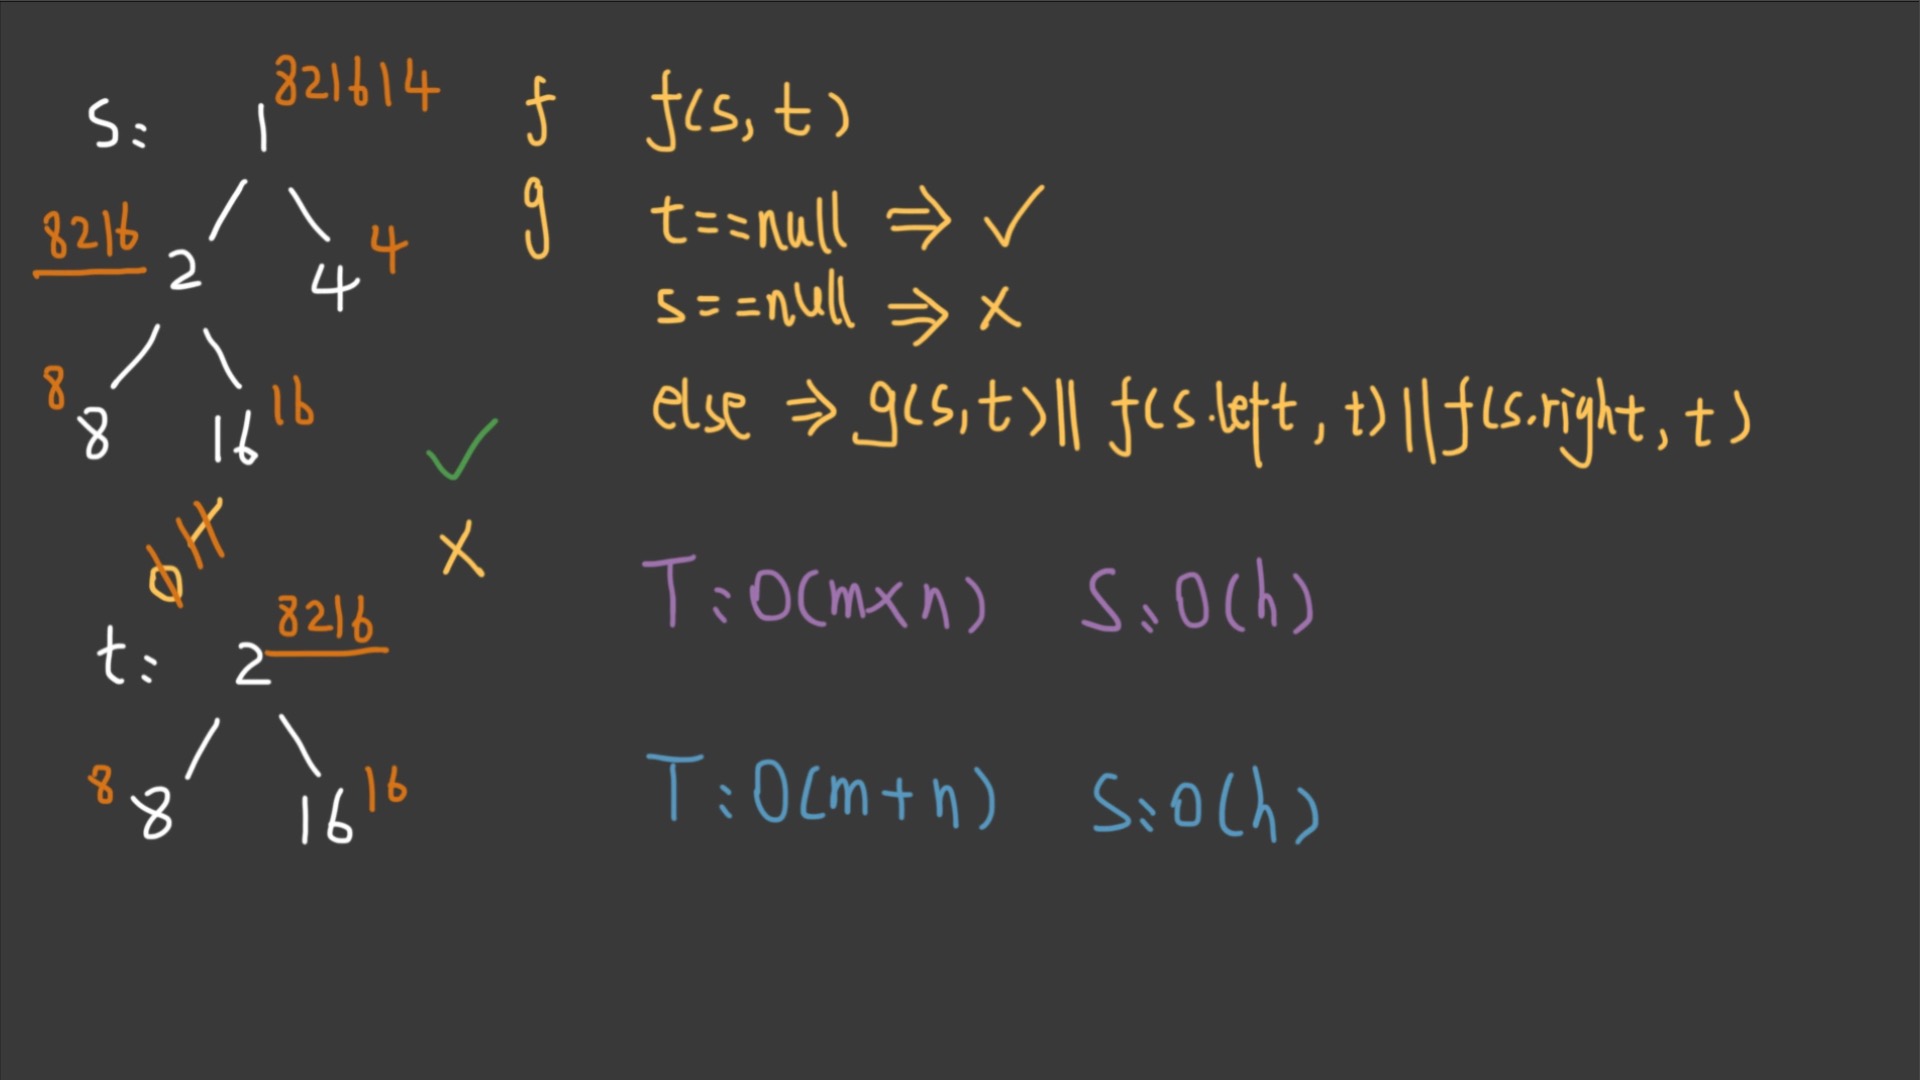 821614
s: 1
f f(s, t)
8216
2 4 4
g t==null ⇒ ✓
s==null ⇒ x
8 8 16 16
else ⇒ g(s,t)|| f(s.left, t)||f(s.right, t)
✓
x
t: 2 8216
T: O(m×n) S: O(h)
8 8 16 16
T: O(m+n) S: O(h)